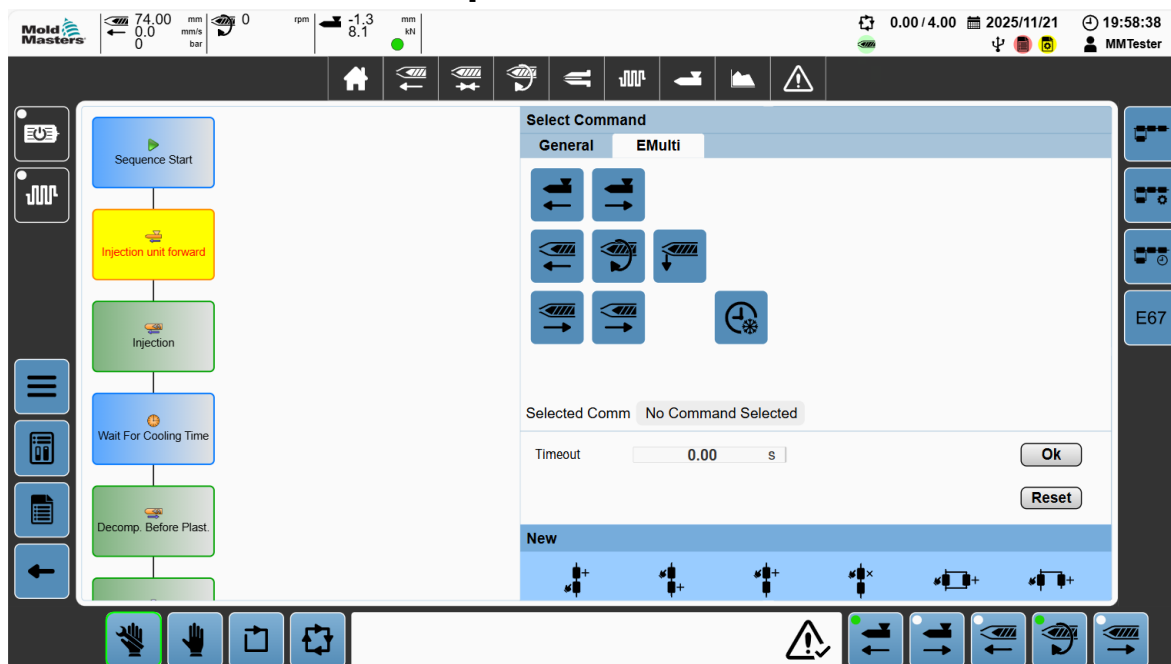 Mold
Masters
74.00 mm
0.0 mm/s
0 bar
0 rpm
-1.3 mm
8.1 kN
0.00 / 4.00
2025/11/21
19:58:38
MMTester
Sequence Start
Injection unit forward
Injection
Wait For Cooling Time
Decomp. Before Plast.
Select Command
General EMulti
Selected Comm No Command Selected
Timeout 0.00 s Ok
Reset
New
E67